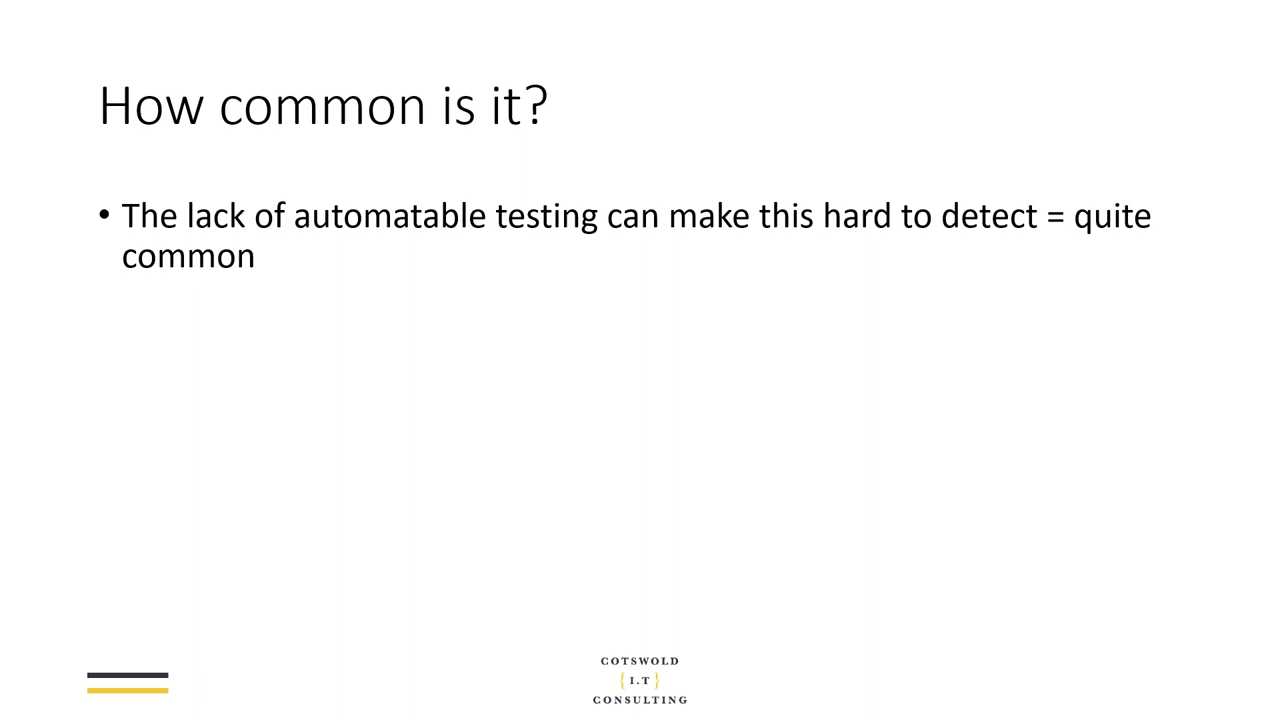 How common is it?
• The lack of automatable testing can make this hard to detect = quite
common
COTSWOLD
{ I.T }
CONSULTING